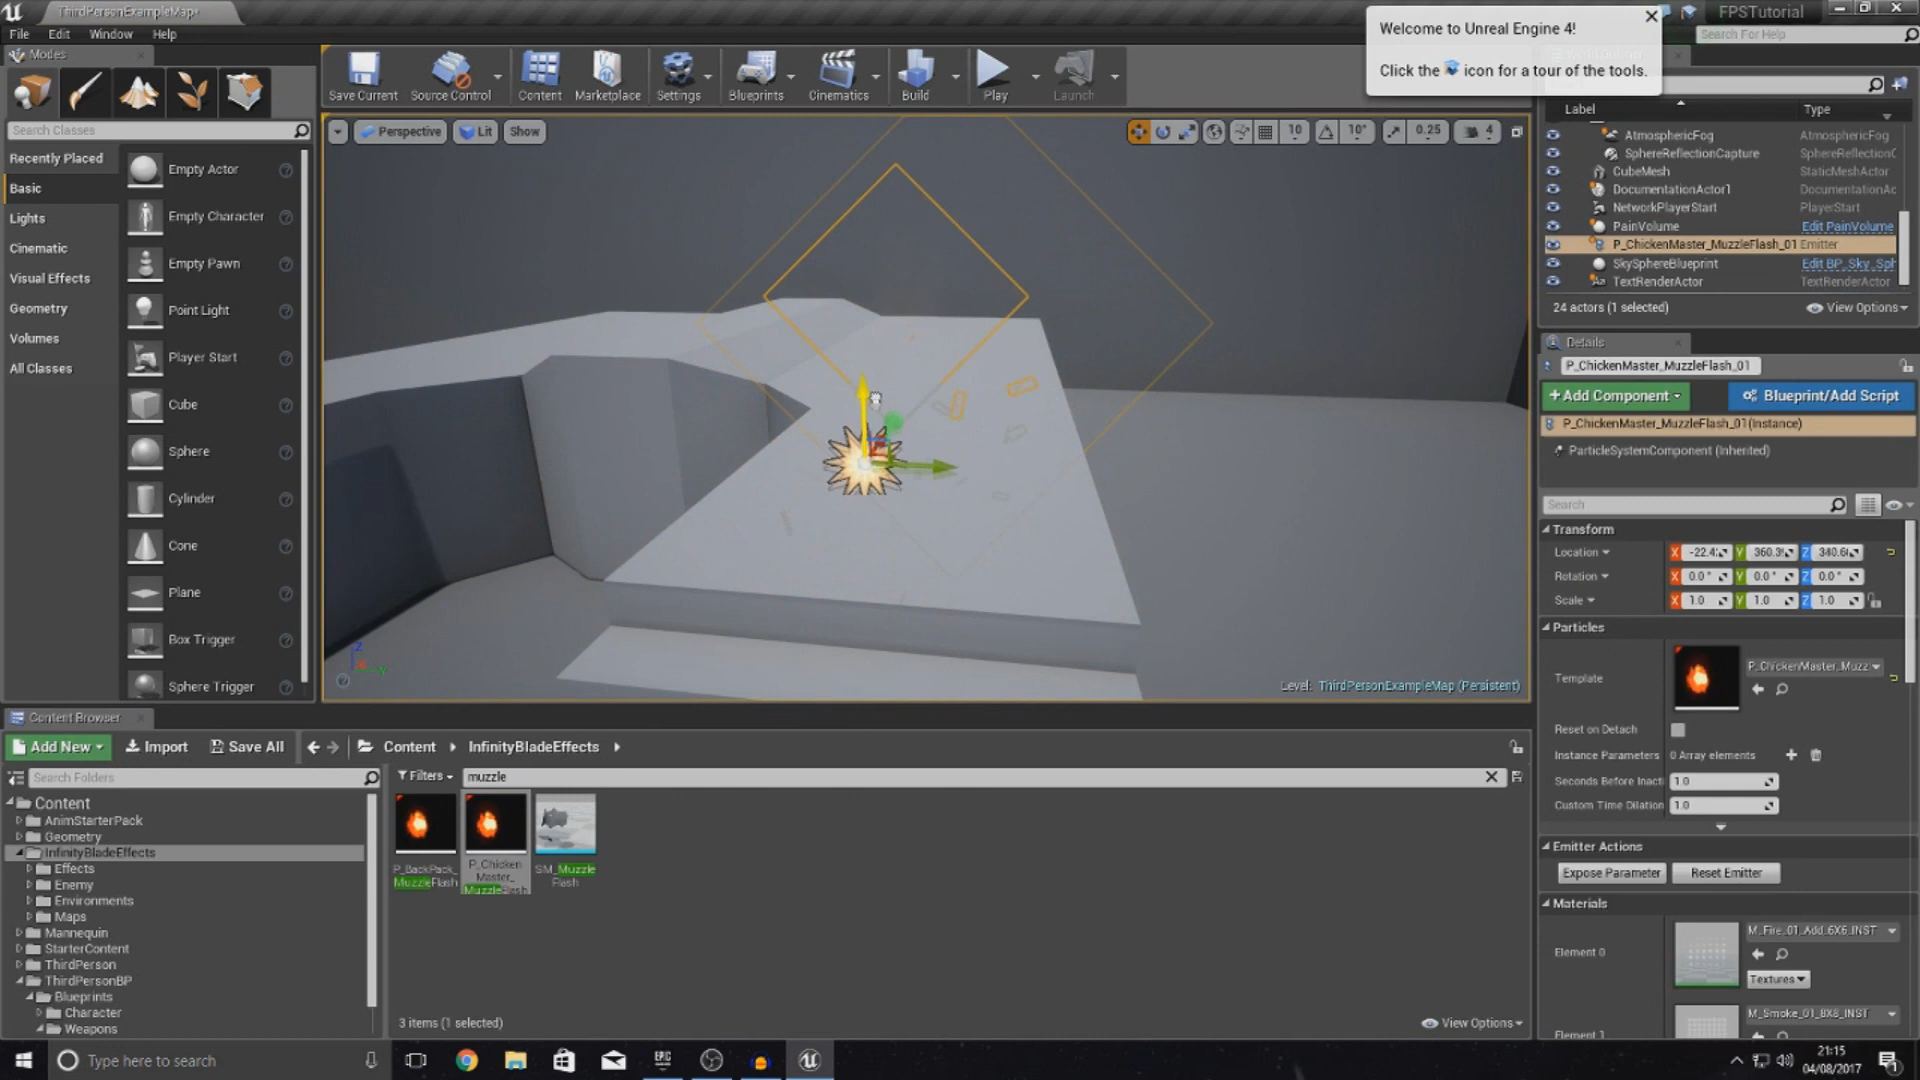 ThirdPersonExampleMap*
FPSTutorial
File Edit Window Help
Search For Help
Welcome to Unreal Engine 4!
Click the icon for a tour of the tools.
Modes
Save Current Source Control Content Marketplace Settings Blueprints Cinematics Build Play Launch
Search Classes
Recently Placed
Basic
Lights
Cinematic
Visual Effects
Geometry
Volumes
All Classes
Empty Actor
Empty Character
Empty Pawn
Point Light
Player Start
Cube
Sphere
Cylinder
Cone
Plane
Box Trigger
Sphere Trigger
Perspective Lit Show
10 10° 0.25 4
Level: ThirdPersonExampleMap (Persistent)
Label Type
AtmosphericFog AtmosphericFog
SphereReflectionCapture SphereReflectionC
CubeMesh StaticMeshActor
DocumentationActor1 DocumentationAc
NetworkPlayerStart PlayerStart
PainVolume Edit PainVolume
P_ChickenMaster_MuzzleFlash_01 Emitter
SkySphereBlueprint Edit BP_Sky_Sph
TextRenderActor TextRenderActor
24 actors (1 selected) View Options
Details
P_ChickenMaster_MuzzleFlash_01
+Add Component Blueprint/Add Script
P_ChickenMaster_MuzzleFlash_01(Instance)
ParticleSystemComponent (Inherited)
Search
Transform
Location X -22.4 Y 360.3 Z 340.6
Rotation X 0.0° Y 0.0° Z 0.0°
Scale X 1.0 Y 1.0 Z 1.0
Particles
Template P_ChickenMaster_Muzz
Reset on Detach
Instance Parameters 0 Array elements
Seconds Before Inacti 1.0
Custom Time Dilation 1.0
Emitter Actions
Expose Parameter Reset Emitter
Materials
Element 0 M_Fire_01_Add_6X6_INST
Textures
M_Smoke_01_8X8_INST
Element 1
Content Browser
Add New Import Save All Content InfinityBladeEffects
Search Folders
Filters muzzle
Content
AnimStarterPack
Geometry
InfinityBladeEffects
Effects
Enemy
Environments
Maps
Mannequin
StarterContent
ThirdPerson
ThirdPersonBP
Blueprints
Character
Weapons
P_BackPack_
MuzzleFlash
P_Chicken
Master_
MuzzleFlash
SM_Muzzle
Flash
3 items (1 selected) View Options
Type here to search
EPIC
21:15
04/08/2017
1